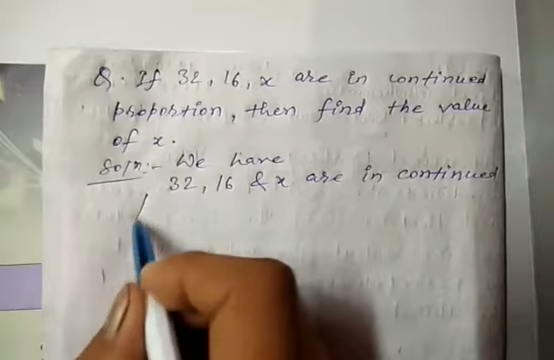 Q. If 32, 16, x are in continued
proportion, then find the value
of x.
Soln:- We have
32, 16 & x are in continued